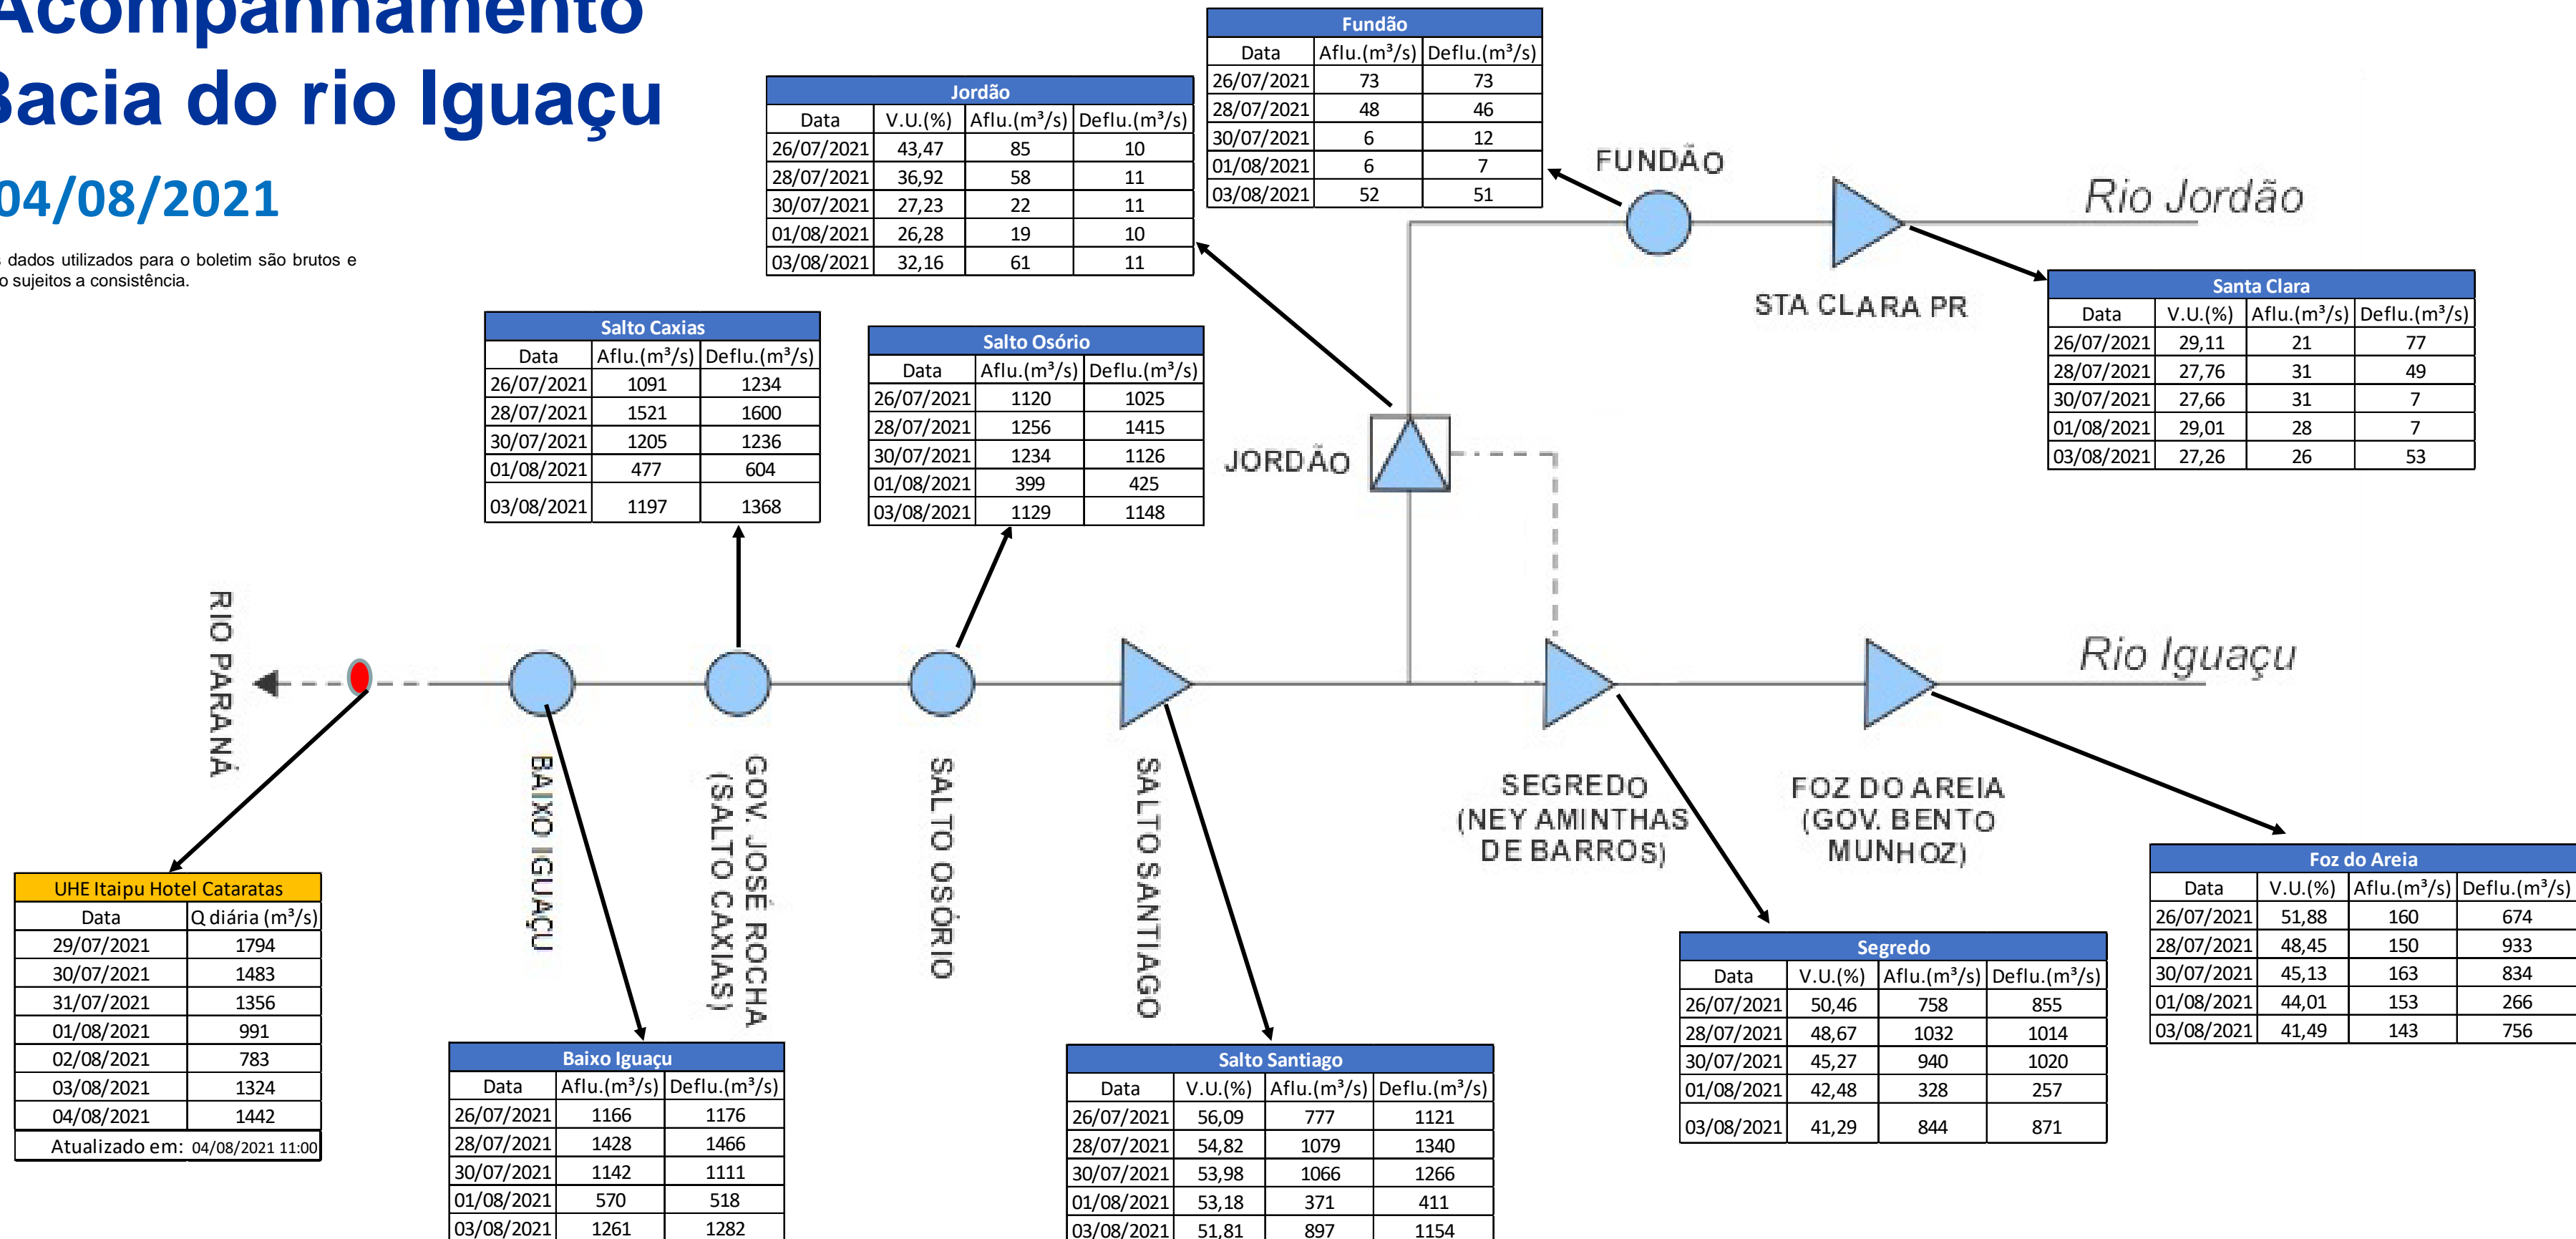 Acompanhamento
Bacia do rio Iguaçu
04/08/2021
s dados utilizados para o boletim são brutos e
o sujeitos a consistência.
Fundão
Data Aflu.(m³/s) Deflu.(m³/s)
26/07/2021 73 73
28/07/2021 48 46
30/07/2021 6 12
01/08/2021 6 7
03/08/2021 52 51
Jordão
Data V.U.(%) Aflu.(m³/s) Deflu.(m³/s)
26/07/2021 43,47 85 10
28/07/2021 36,92 58 11
30/07/2021 27,23 22 11
01/08/2021 26,28 19 10
03/08/2021 32,16 61 11
FUNDÃO
Rio Jordão
STA CLARA PR
Santa Clara
Data V.U.(%) Aflu.(m³/s) Deflu.(m³/s)
26/07/2021 29,11 21 77
28/07/2021 27,76 31 49
30/07/2021 27,66 31 7
01/08/2021 29,01 28 7
03/08/2021 27,26 26 53
Salto Caxias
Data Aflu.(m³/s) Deflu.(m³/s)
26/07/2021 1091 1234
28/07/2021 1521 1600
30/07/2021 1205 1236
01/08/2021 477 604
03/08/2021 1197 1368
Salto Osório
Data Aflu.(m³/s) Deflu.(m³/s)
26/07/2021 1120 1025
28/07/2021 1256 1415
30/07/2021 1234 1126
01/08/2021 399 425
03/08/2021 1129 1148
JORDÃO
RIO PARANÁ
Rio Iguaçu
BAIXO IGUAÇU
GOV. JOSÉ ROCHA
(SALTO CAXIAS)
SALTO OSÓRIO
SALTO SANTIAGO
SEGREDO
(NEY AMINTHAS
DE BARROS)
FOZ DO AREIA
(GOV. BENTO
MUNHOZ)
UHE Itaipu Hotel Cataratas
Data Q diária (m³/s)
29/07/2021 1794
30/07/2021 1483
31/07/2021 1356
01/08/2021 991
02/08/2021 783
03/08/2021 1324
04/08/2021 1442
Atualizado em: 04/08/2021 11:00
Baixo Iguaçu
Data Aflu.(m³/s) Deflu.(m³/s)
26/07/2021 1166 1176
28/07/2021 1428 1466
30/07/2021 1142 1111
01/08/2021 570 518
03/08/2021 1261 1282
Salto Santiago
Data V.U.(%) Aflu.(m³/s) Deflu.(m³/s)
26/07/2021 56,09 777 1121
28/07/2021 54,82 1079 1340
30/07/2021 53,98 1066 1266
01/08/2021 53,18 371 411
03/08/2021 51,81 897 1154
Segredo
Data V.U.(%) Aflu.(m³/s) Deflu.(m³/s)
26/07/2021 50,46 758 855
28/07/2021 48,67 1032 1014
30/07/2021 45,27 940 1020
01/08/2021 42,48 328 257
03/08/2021 41,29 844 871
Foz do Areia
Data V.U.(%) Aflu.(m³/s) Deflu.(m³/s)
26/07/2021 51,88 160 674
28/07/2021 48,45 150 933
30/07/2021 45,13 163 834
01/08/2021 44,01 153 266
03/08/2021 41,49 143 756